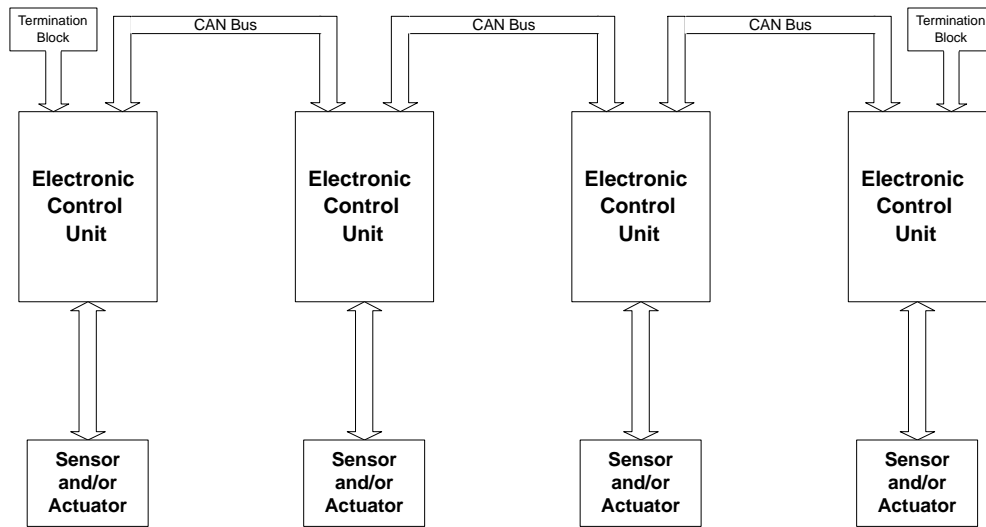 Termination
Block
CAN Bus
CAN Bus
CAN Bus
Termination
Block
Electronic
Control
Unit
Electronic
Control
Unit
Electronic
Control
Unit
Electronic
Control
Unit
Sensor
and/or
Actuator
Sensor
and/or
Actuator
Sensor
and/or
Actuator
Sensor
and/or
Actuator